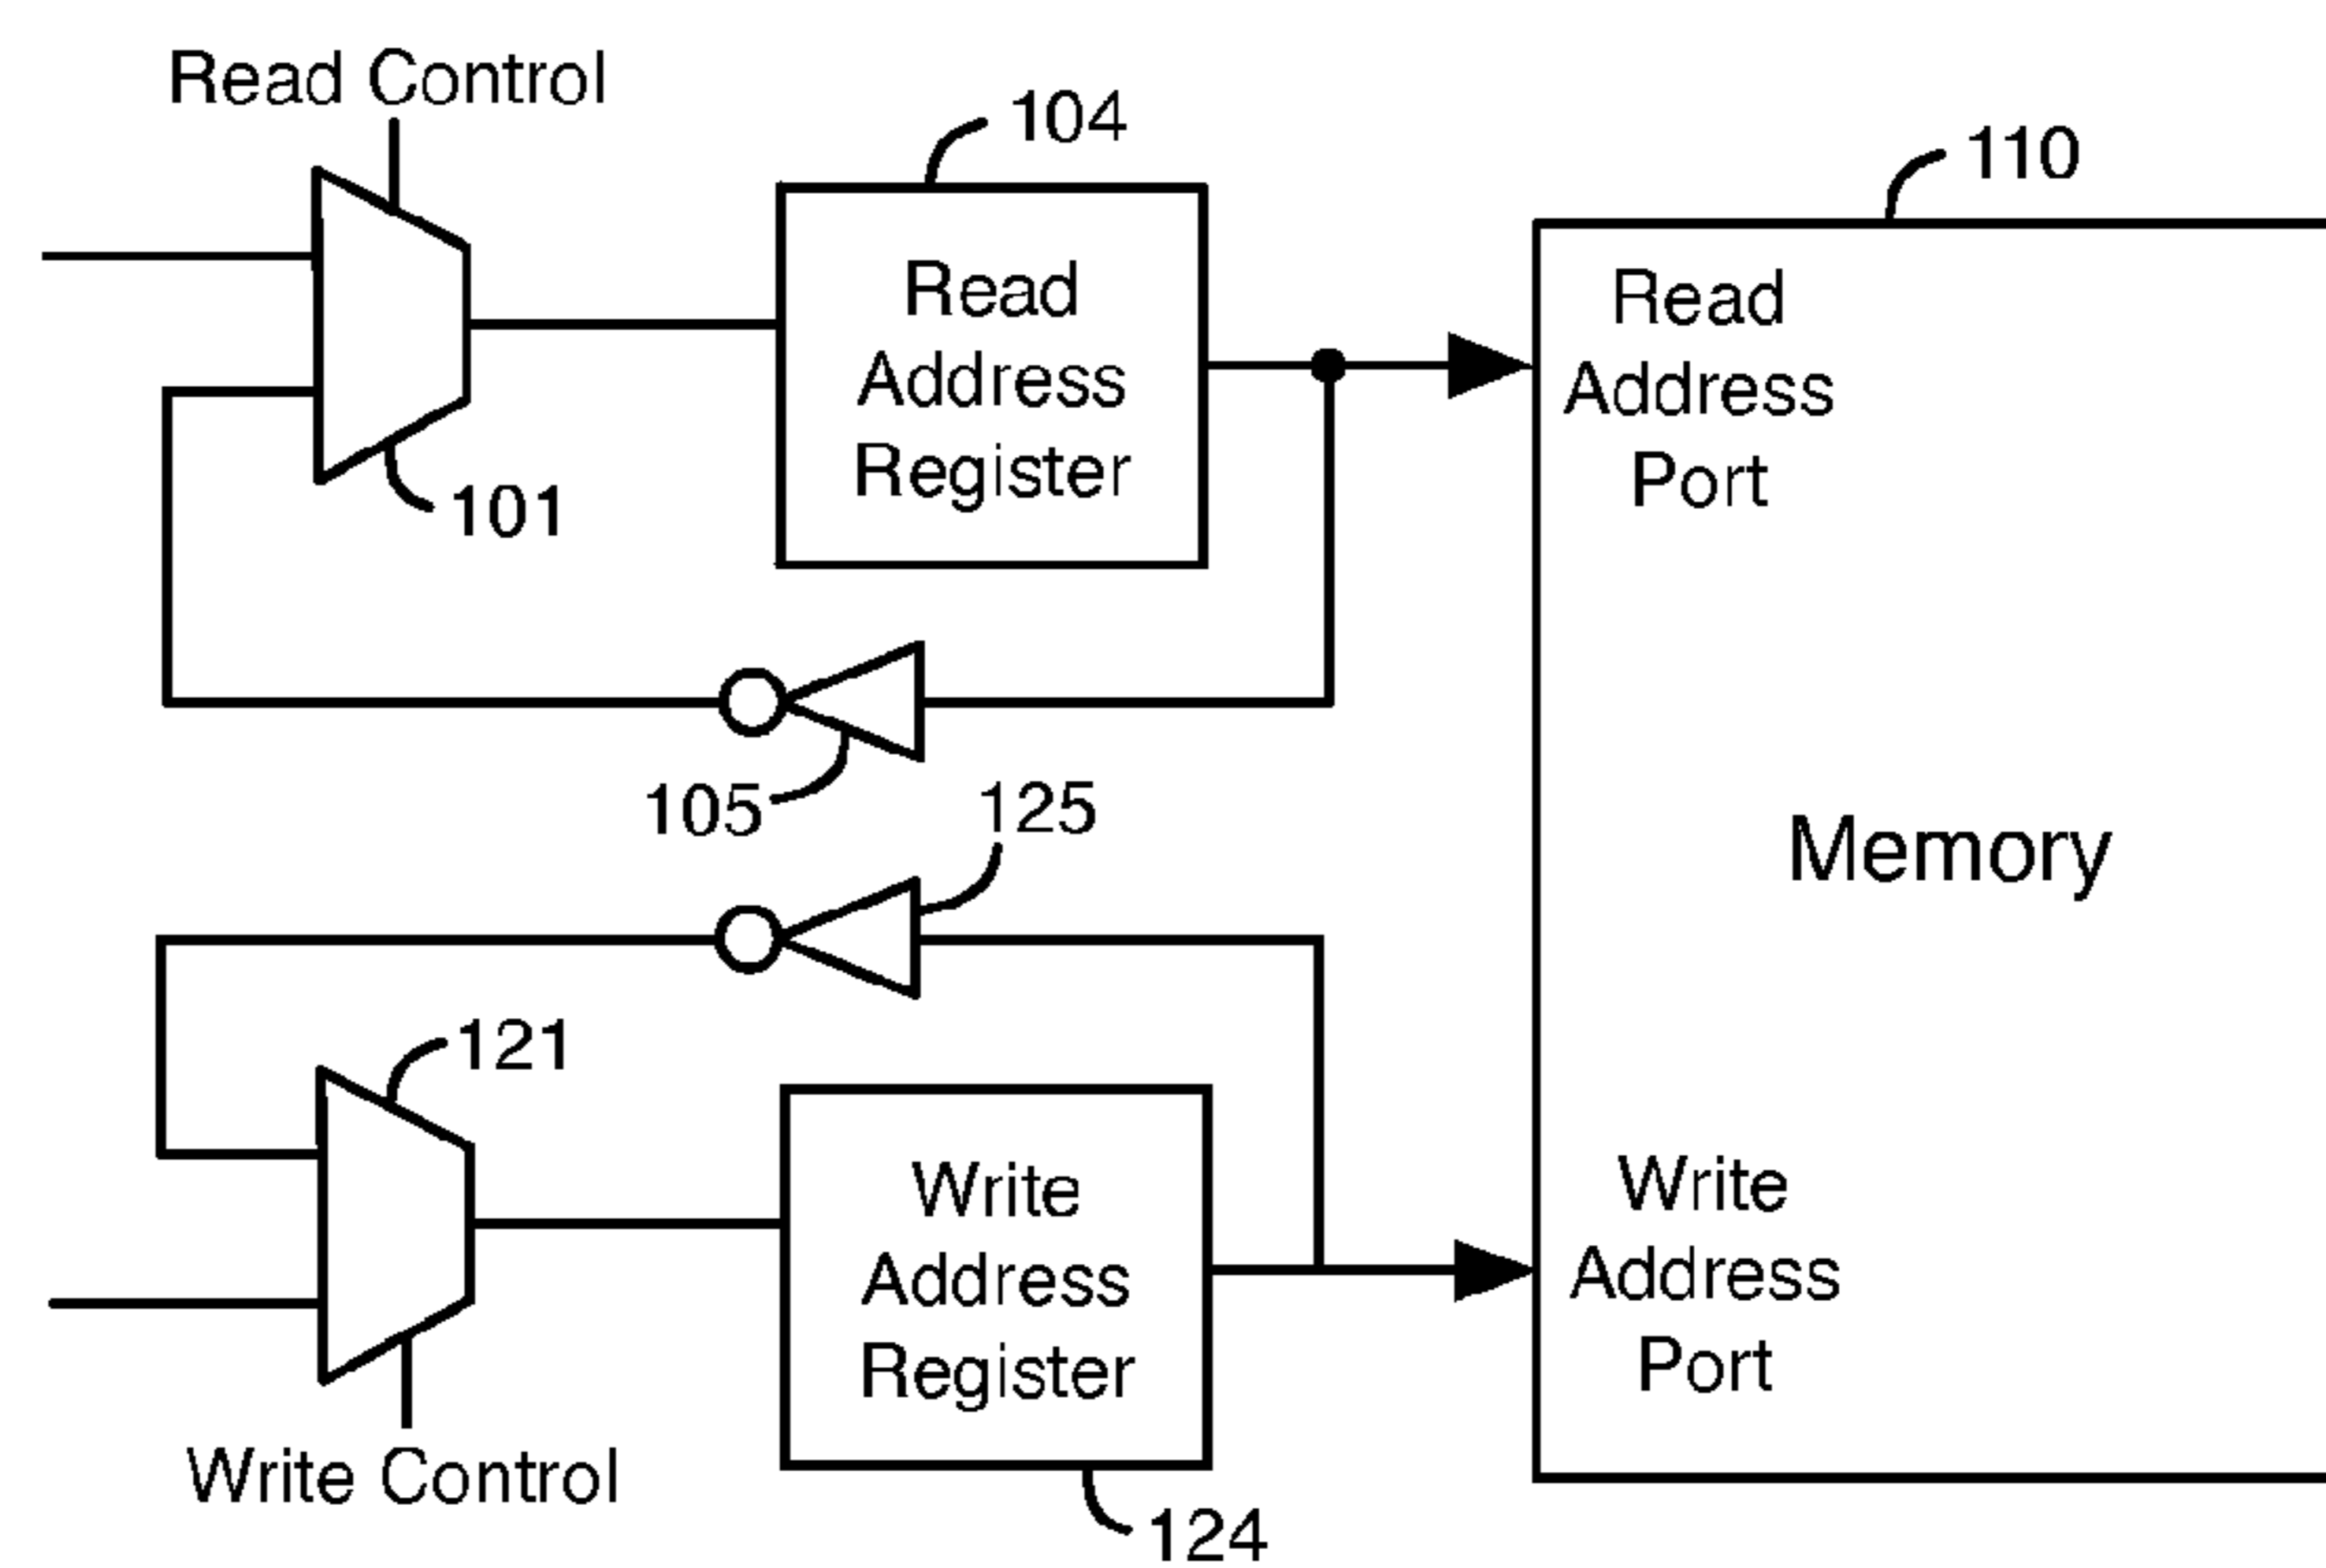 Read Control
104
110
Read
Address
Register
Read
Address
Port
101
105
125
Memory
121
Write
Address
Register
Write
Address
Port
Write Control
124